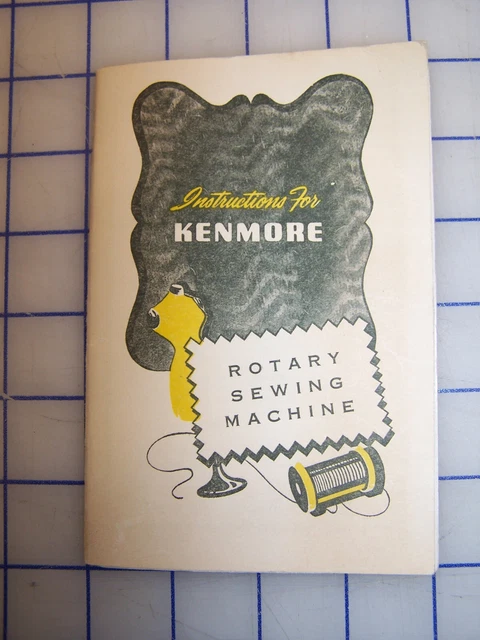 Instructions For
KENMORE
ROTARY
SEWING
MACHINE